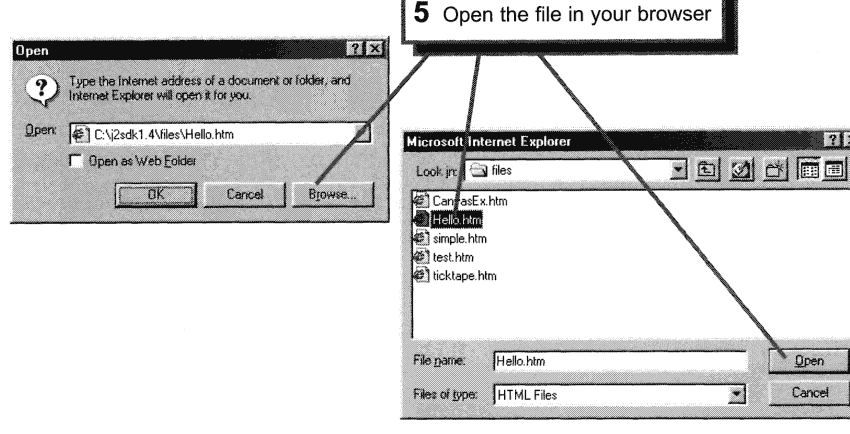 5 Open the file in your browser
Open
Type the Internet address of a document or folder, and
Internet Explorer will open it for you.
Open: C:\j2sdk1.4\files\Hello.htm
Open as Web Folder
OK Cancel Browse...
Microsoft Internet Explorer
Look in: files
CanvasEx.htm
Hello.htm
simple.htm
test.htm
ticktape.htm
File name: Hello.htm Open
Files of type: HTML Files Cancel